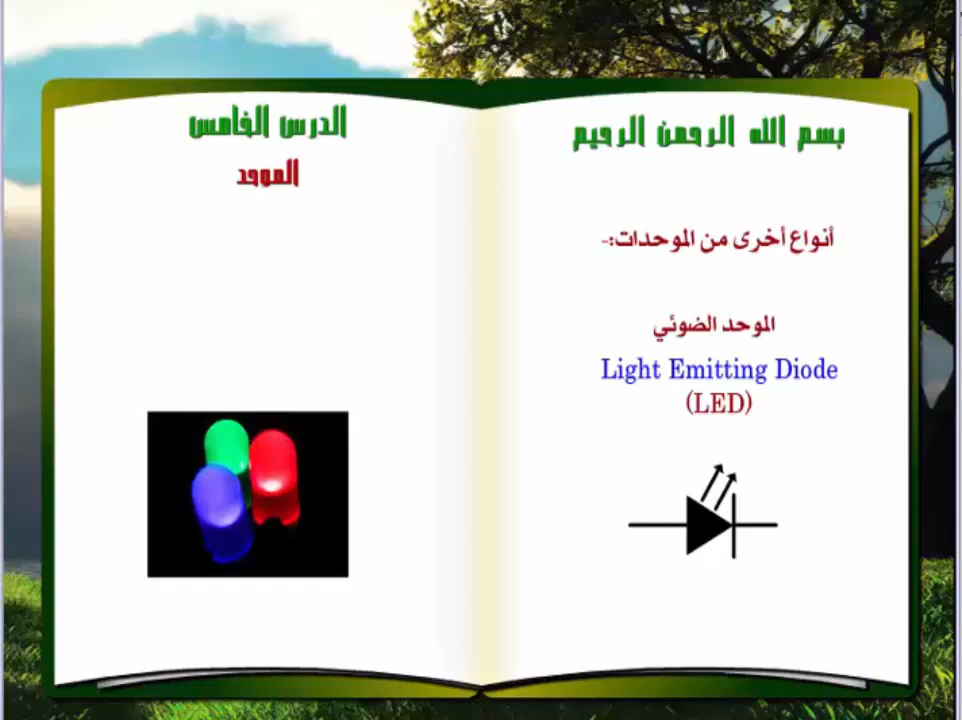 بسم الله الرحمن الرحيم
أنواع أخرى من الموحدات:-
الموحد الضوئي
Light Emitting Diode
(LED)
الدرس الخامس
الموحد